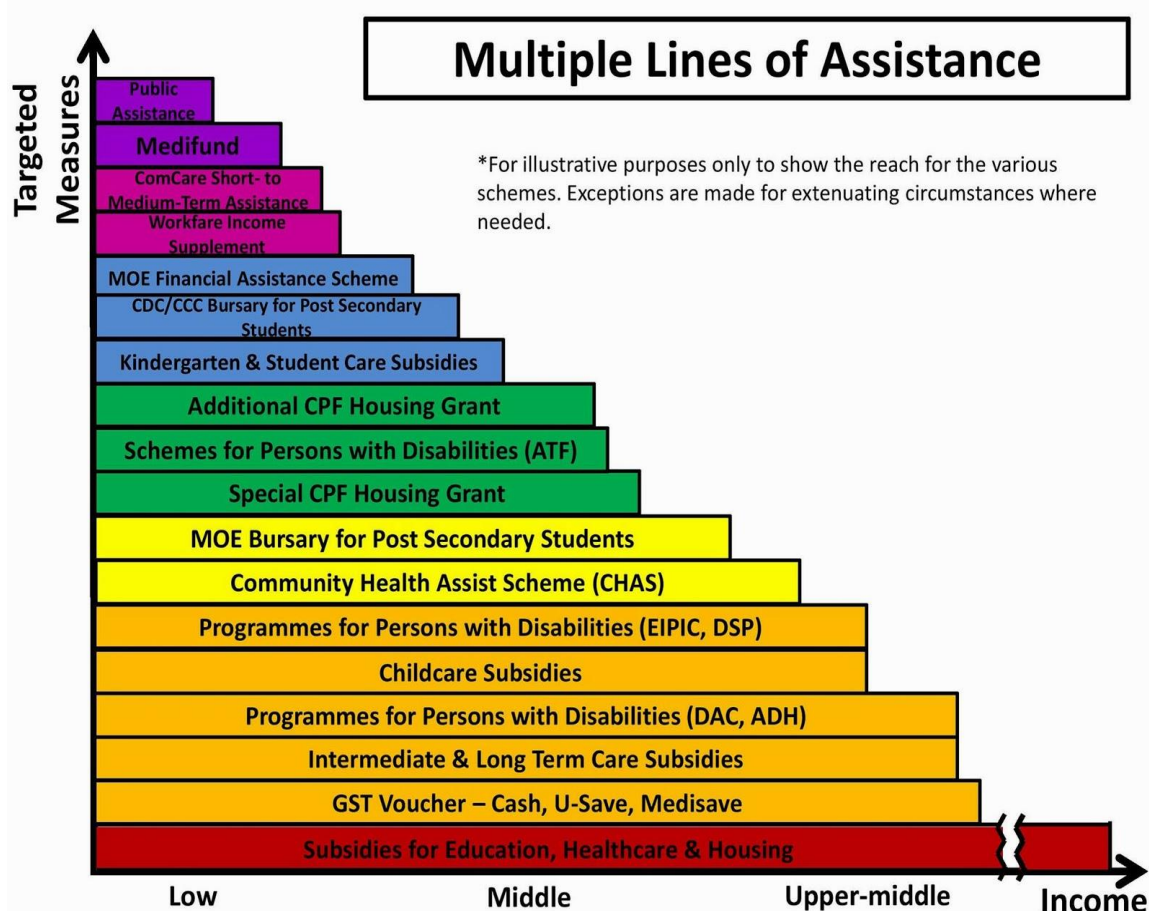 Multiple Lines of Assistance
Targeted
Measures
*For illustrative purposes only to show the reach for the various
schemes. Exceptions are made for extenuating circumstances where
needed.
Public
Assistance
Medifund
ComCare Short- to
Medium-Term Assistance
Workfare Income
Supplement
MOE Financial Assistance Scheme
CDC/CCC Bursary for Post Secondary
Students
Kindergarten & Student Care Subsidies
Additional CPF Housing Grant
Schemes for Persons with Disabilities (ATF)
Special CPF Housing Grant
MOE Bursary for Post Secondary Students
Community Health Assist Scheme (CHAS)
Programmes for Persons with Disabilities (EIPIC, DSP)
Childcare Subsidies
Programmes for Persons with Disabilities (DAC, ADH)
Intermediate & Long Term Care Subsidies
GST Voucher – Cash, U-Save, Medisave
Subsidies for Education, Healthcare & Housing
Low
Middle
Upper-middle
Income